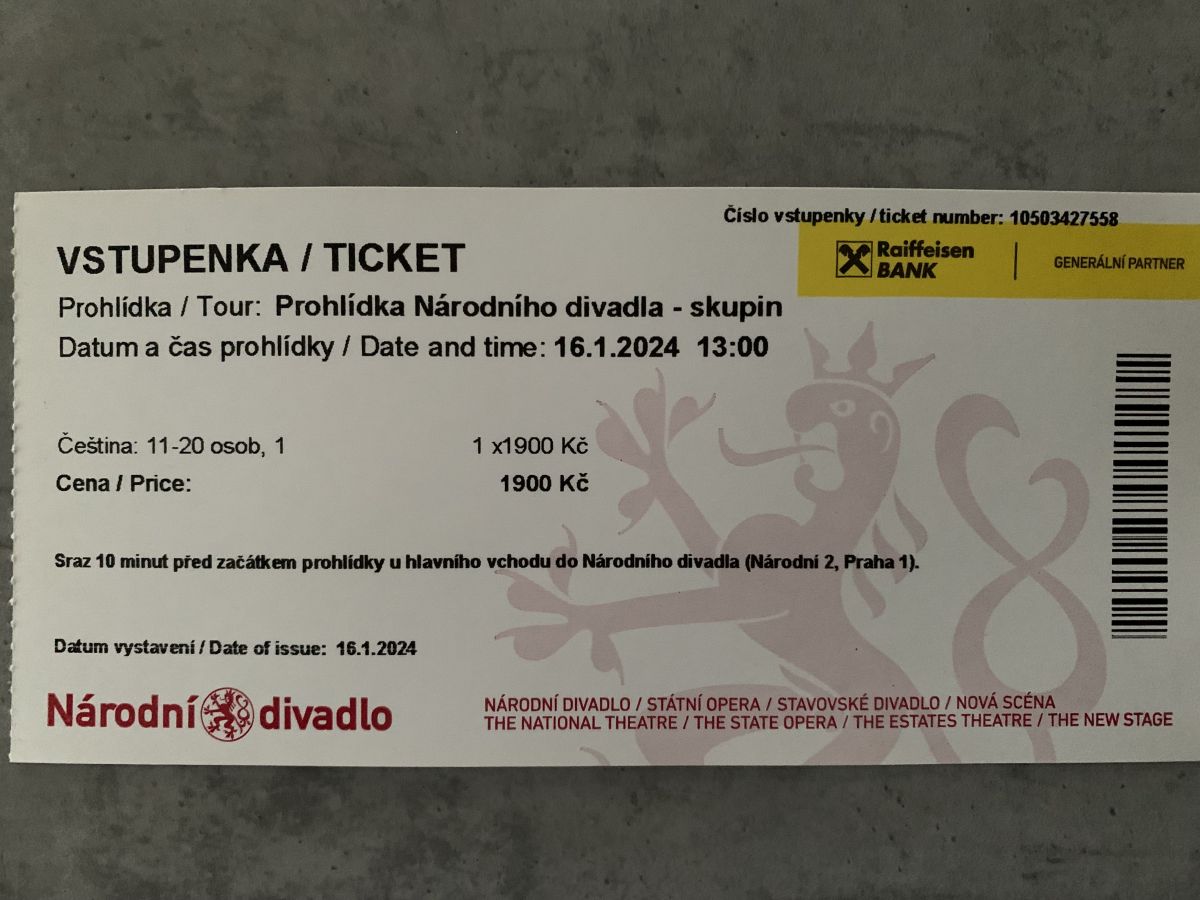 Číslo vstupenky / ticket number: 10503427558
VSTUPENKA / TICKET
Raiffeisen
BANK
GENERÁLNÍ PARTNER
Prohlídka / Tour: Prohlídka Národního divadla - skupin
Datum a čas prohlídky / Date and time: 16.1.2024 13:00
Čeština: 11-20 osob, 1 1 x1900 Kč
Cena / Price: 1900 Kč
Sraz 10 minut před začátkem prohlídky u hlavního vchodu do Národního divadla (Národní 2, Praha 1).
Datum vystavení / Date of issue: 16.1.2024
Národní divadlo
NÁRODNÍ DIVADLO / STÁTNÍ OPERA / STAVOVSKÉ DIVADLO / NOVÁ SCÉNA
THE NATIONAL THEATRE / THE STATE OPERA / THE ESTATES THEATRE / THE NEW STAGE